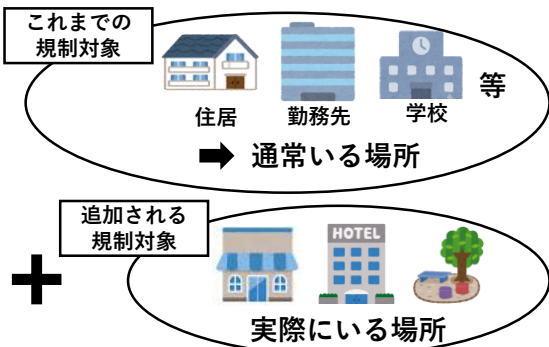 これまでの
規制対象
住居
勤務先
学校
等
➡ 通常いる場所
追加される
規制対象
+
HOTEL
実際にいる場所